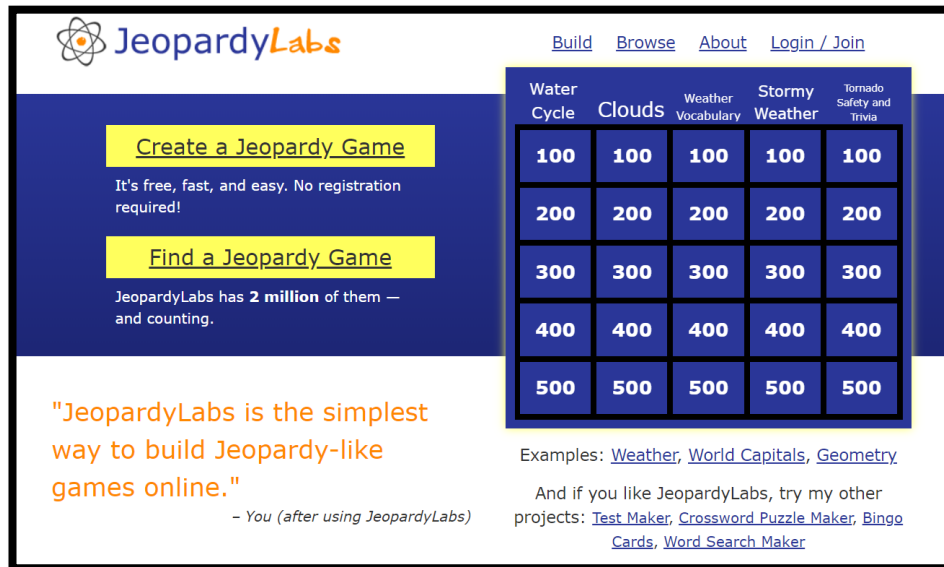 JeopardyLabs
Build Browse About Login / Join
Create a Jeopardy Game
It's free, fast, and easy. No registration
required!
Find a Jeopardy Game
JeopardyLabs has 2 million of them —
and counting.
"JeopardyLabs is the simplest
way to build Jeopardy-like
games online."
– You (after using JeopardyLabs)
Water
Cycle
Clouds
Weather
Vocabulary
Stormy
Weather
Tornado
Safety and
Trivia
100 100 100 100 100
200 200 200 200 200
300 300 300 300 300
400 400 400 400 400
500 500 500 500 500
Examples: Weather, World Capitals, Geometry
And if you like JeopardyLabs, try my other
projects: Test Maker, Crossword Puzzle Maker, Bingo
Cards, Word Search Maker